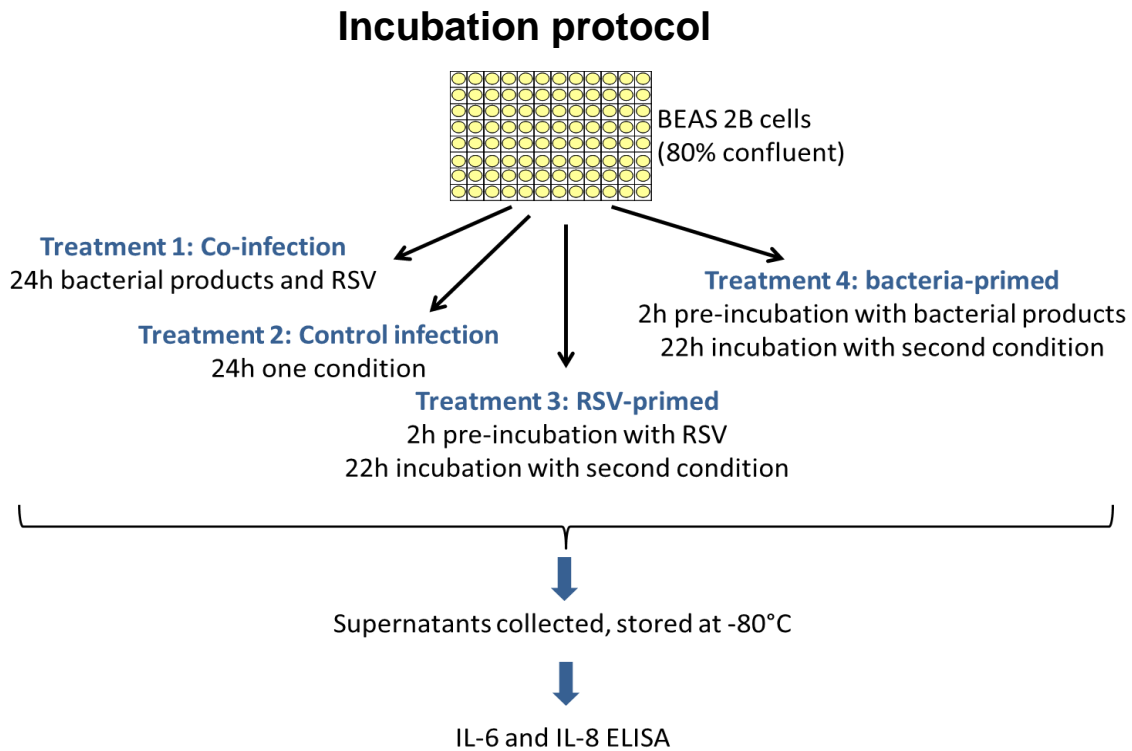 Incubation protocol
BEAS 2B cells
(80% confluent)
Treatment 1: Co-infection
24h bacterial products and RSV
Treatment 2: Control infection
24h one condition
Treatment 3: RSV-primed
2h pre-incubation with RSV
22h incubation with second condition
Treatment 4: bacteria-primed
2h pre-incubation with bacterial products
22h incubation with second condition
Supernatants collected, stored at -80°C
IL-6 and IL-8 ELISA